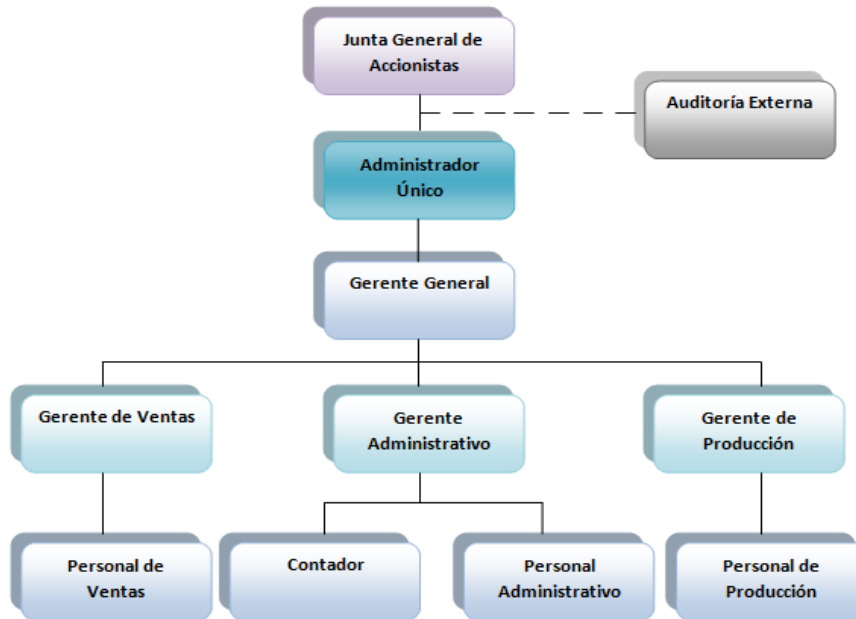 Junta General de
Accionistas
Auditoría Externa
Administrador
Único
Gerente General
Gerente de Ventas
Gerente
Administrativo
Gerente de
Producción
Personal de
Ventas
Contador
Personal
Administrativo
Personal de
Producción